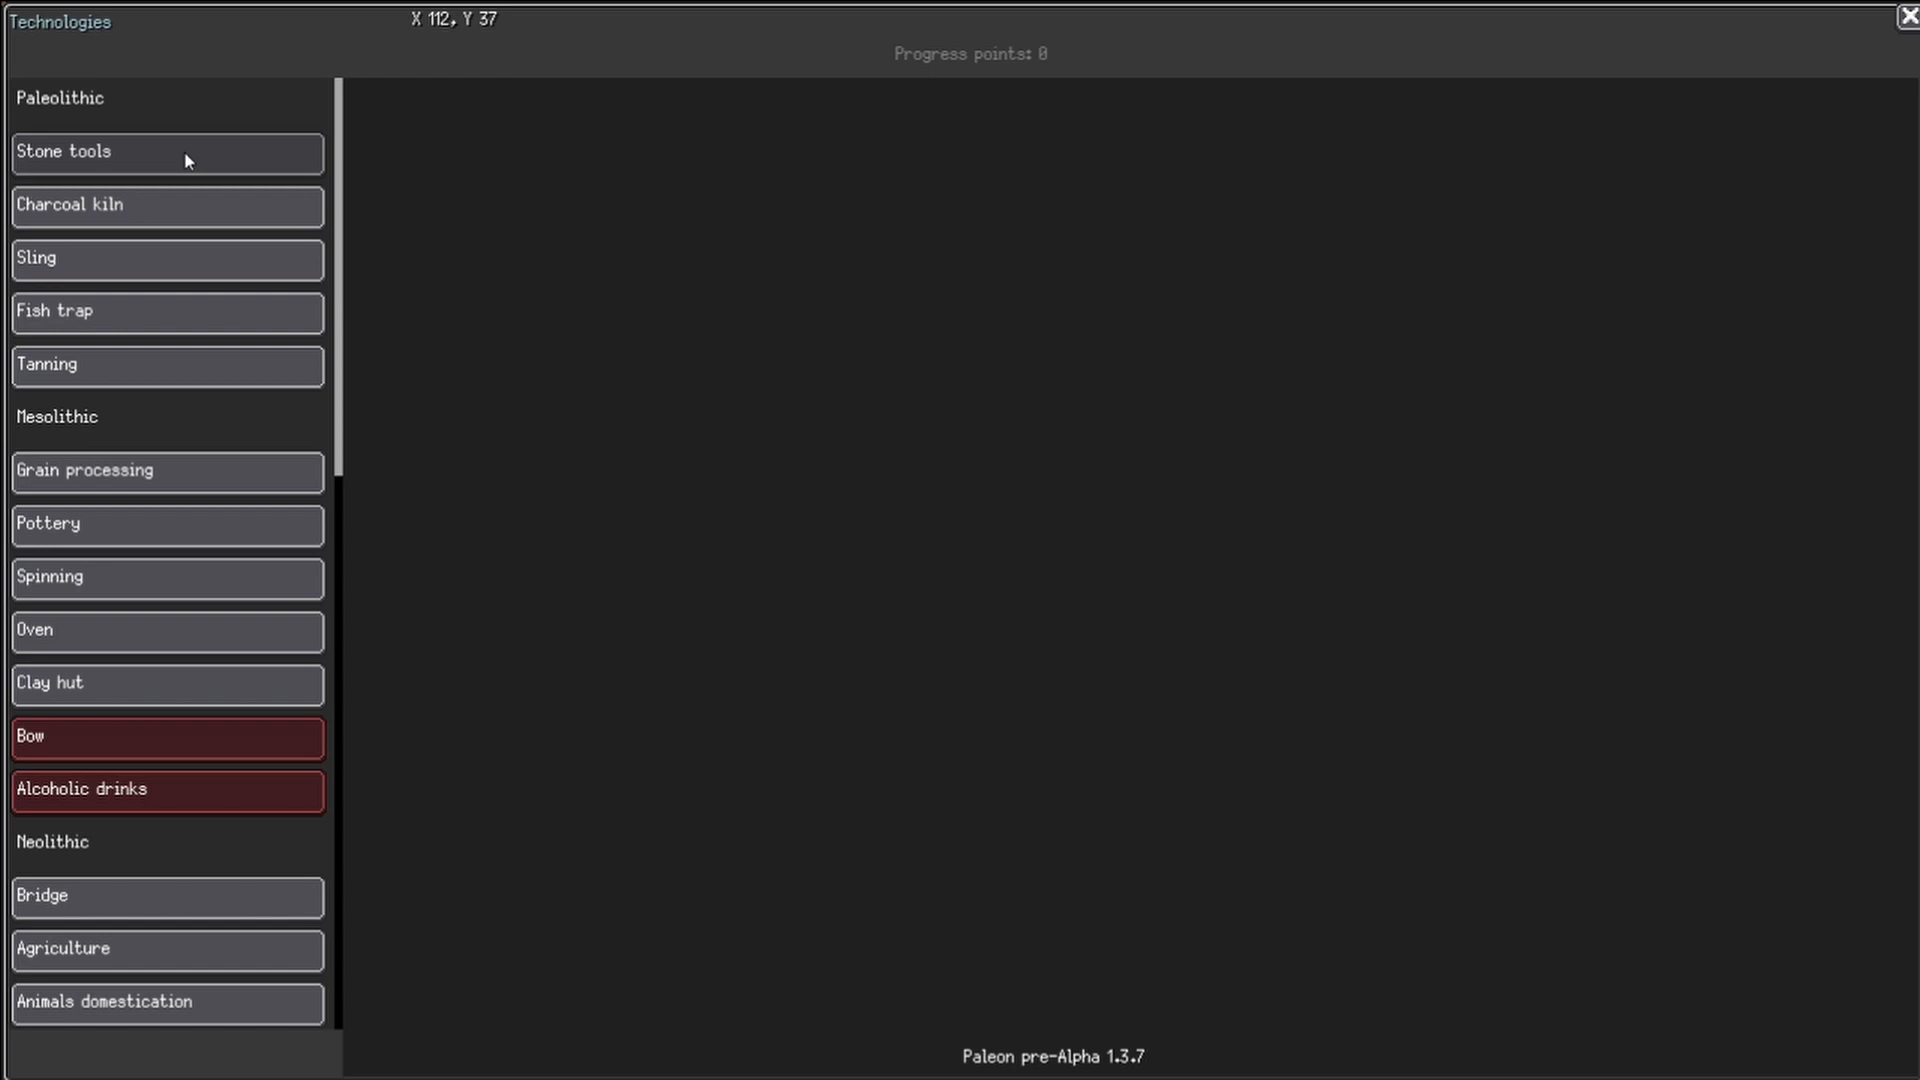 Technologies
X 112, Y 37
Progress points: 0
Paleolithic
Stone tools
Charcoal kiln
Sling
Fish trap
Tanning
Mesolithic
Grain processing
Pottery
Spinning
Oven
Clay hut
Bow
Alcoholic drinks
Neolithic
Bridge
Agriculture
Animals domestication
Paleon pre-Alpha 1.3.7